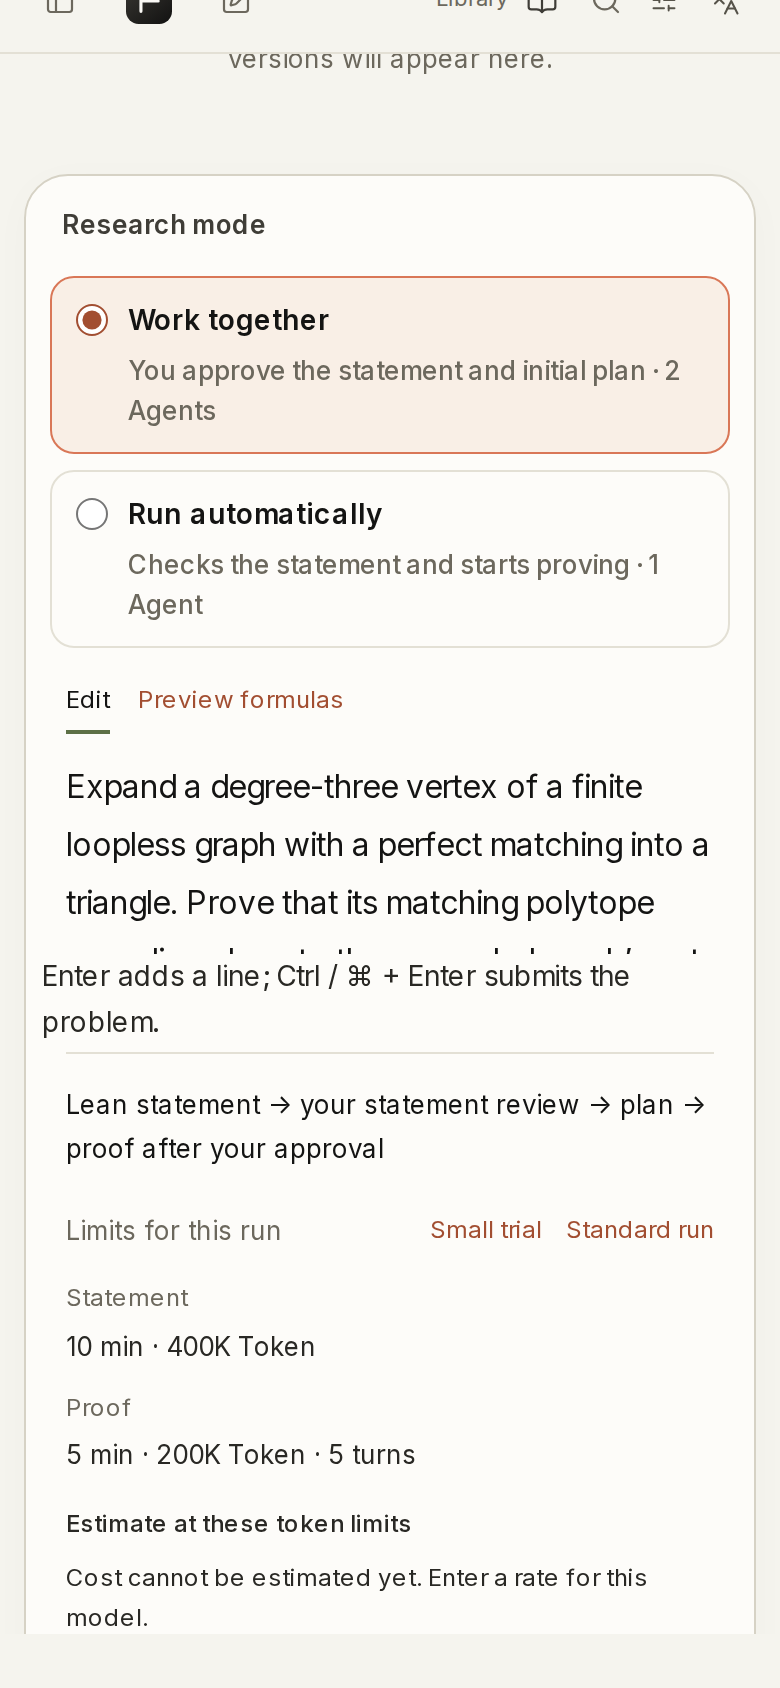 Library
versions will appear here.
Research mode
Work together
You approve the statement and initial plan · 2
Agents
Run automatically
Checks the statement and starts proving · 1
Agent
Edit Preview formulas
Expand a degree-three vertex of a finite
loopless graph with a perfect matching into a
triangle. Prove that its matching polytope
Enter adds a line; Ctrl / ⌘ + Enter submits the
problem.
Lean statement → your statement review → plan →
proof after your approval
Limits for this run Small trial Standard run
Statement
10 min · 400K Token
Proof
5 min · 200K Token · 5 turns
Estimate at these token limits
Cost cannot be estimated yet. Enter a rate for this
model.